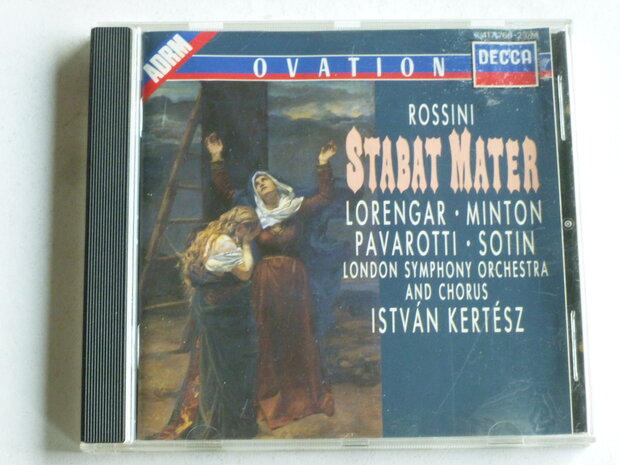 ADRM
OVATION
DECCA
ROSSINI
STABAT MATER
LORENGAR · MINTON
PAVAROTTI · SOTIN
LONDON SYMPHONY ORCHESTRA
AND CHORUS
ISTVÁN KERTÉSZ